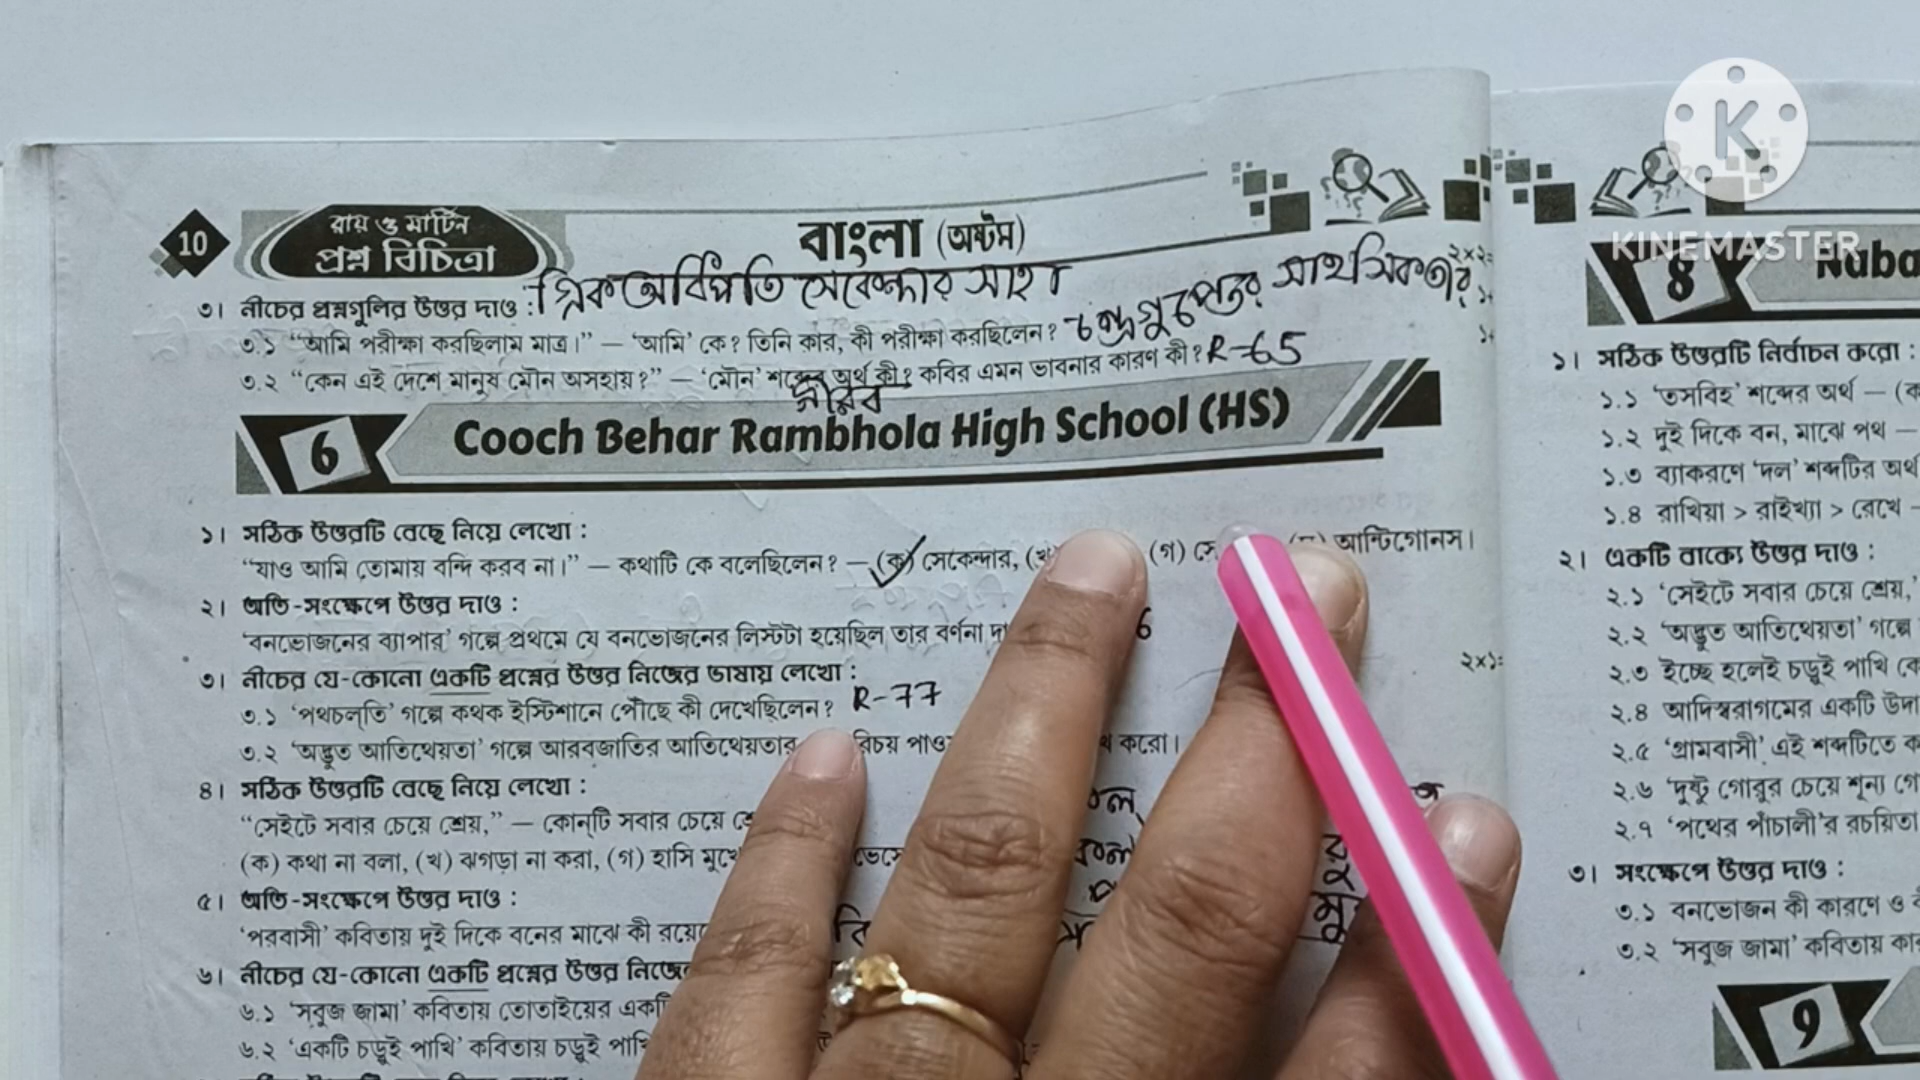 KINEMASTER
10
রায় ও মার্টিন
প্রশ্ন বিচিত্রা
বাংলা (অষ্টম)
গ্রিক অধিপতি সেকেন্দার সাহা
৩। নীচের প্রশ্নগুলির উত্তর দাও :
চন্দ্রগুপ্তের সাহসিকতার
২×২=
৩.১ “আমি পরীক্ষা করছিলাম মাত্র।” — ‘আমি’ কে? তিনি কার, কী পরীক্ষা করছিলেন?
৩.২ “কেন এই দেশে মানুষ মৌন অসহায়?” — ‘মৌন’ শব্দের অর্থ কী? কবির এমন ভাবনার কারণ কী? R-65
নীরব
6 Cooch Behar Rambhola High School (HS)
১। সঠিক উত্তরটি বেছে নিয়ে লেখো :
“যাও আমি তোমায় বন্দি করব না।” — কথাটি কে বলেছিলেন? — (ক) সেকেন্দার, (খ) (গ) আন্টিগোনস।
২। অতি-সংক্ষেপে উত্তর দাও :
‘বনভোজনের ব্যাপার’ গল্পে প্রথমে যে বনভোজনের লিস্টটা হয়েছিল তার বর্ণনা 6
৩। নীচের যে-কোনো একটি প্রশ্নের উত্তর নিজের ভাষায় লেখো :
২×১=
৩.১ ‘পথচল্‌তি’ গল্পে কথক ইস্টিশানে পৌঁছে কী দেখেছিলেন? R-77
৩.২ ‘অদ্ভুত আতিথেয়তা’ গল্পে আরবজাতির আতিথেয়তার করো।
৪। সঠিক উত্তরটি বেছে নিয়ে লেখো :
“সেইটে সবার চেয়ে শ্রেয়,” — কোন্‌টি সবার চেয়ে
(ক) কথা না বলা, (খ) ঝগড়া না করা, (গ) হাসি মুখে
৫। অতি-সংক্ষেপে উত্তর দাও :
‘পরবাসী’ কবিতায় দুই দিকে বনের মাঝে কী
৬। নীচের যে-কোনো একটি প্রশ্নের উত্তর
৬.১ ‘সবুজ জামা’ কবিতায় তোতাইয়ের
৬.২ ‘একটি চড়ুই পাখি’ কবিতায় চড়ুই
8
১। সঠিক উত্তরটি নির্বাচন করো :
১.১ ‘তসবিহ’ শব্দের অর্থ —
১.২ দুই দিকে বন, মাঝে পথ —
১.৩ ব্যাকরণে ‘দল’ শব্দটির অর্থ
১.৪ রাখিয়া > রাইখ্যা > রেখে
২। একটি বাক্যে উত্তর দাও :
২.১ ‘সেইটে সবার চেয়ে শ্রেয়,’
২.২ ‘অদ্ভুত আতিথেয়তা’ গল্পে
২.৩ ইচ্ছে হলেই চড়ুই পাখি
২.৪ আদিস্বরাগমের একটি
২.৫ ‘গ্রামবাসী’ এই শব্দটিতে
২.৬ ‘দুষ্টু গোরুর চেয়ে শূন্য
২.৭ ‘পথের পাঁচালী’র রচয়িতা
৩। সংক্ষেপে উত্তর দাও :
৩.১ বনভোজন কী কারণে ও
৩.২ ‘সবুজ জামা’ কবিতায়
9